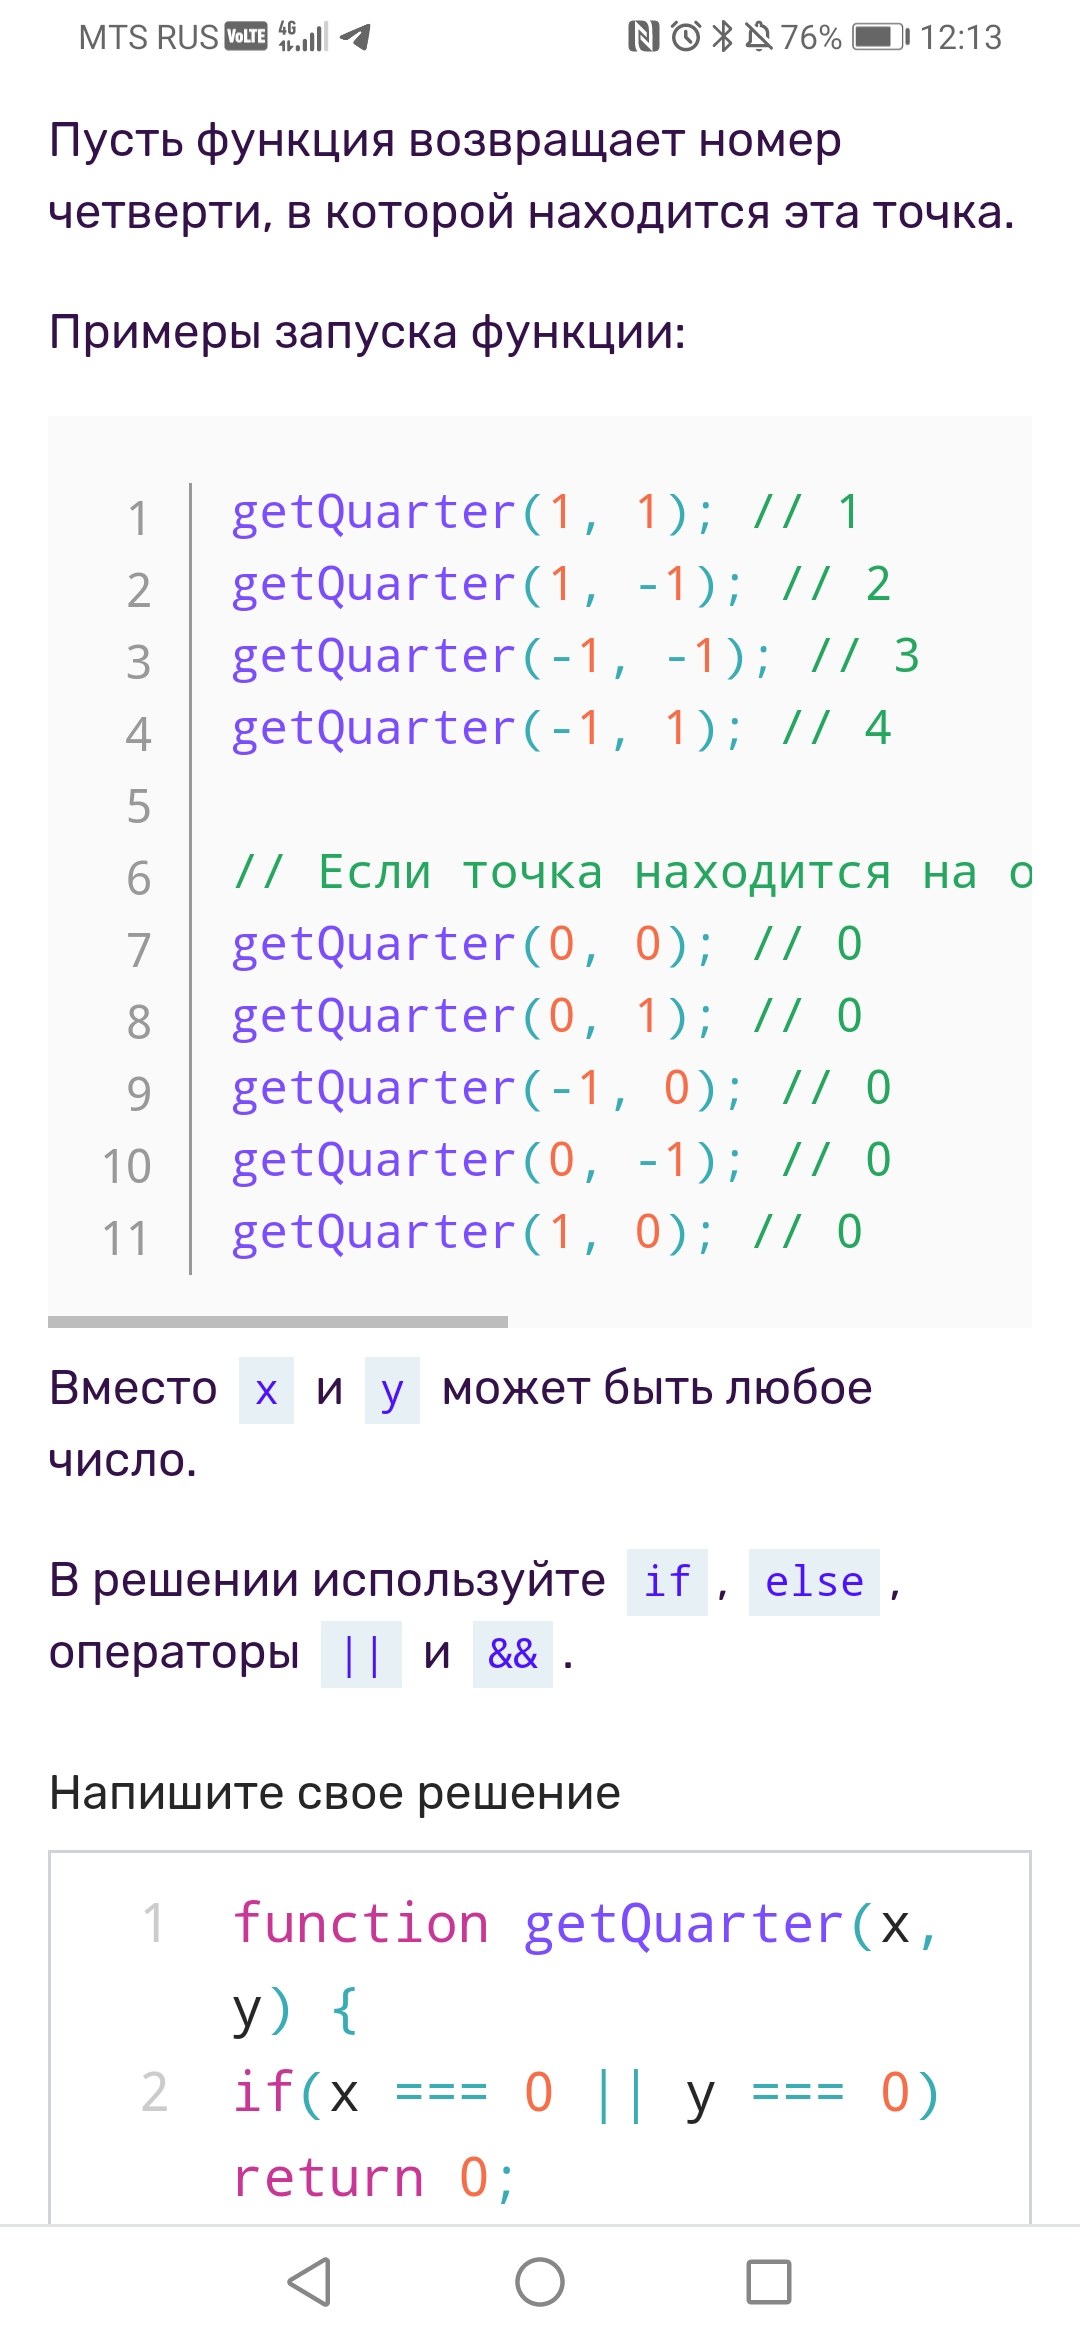 MTS RUS VoLTE 4G 76% 12:13
Пусть функция возвращает номер
четверти, в которой находится эта точка.
Примеры запуска функции:
1 getQuarter(1, 1); // 1
2 getQuarter(1, -1); // 2
3 getQuarter(-1, -1); // 3
4 getQuarter(-1, 1); // 4
5
6 // Если точка находится на о
7 getQuarter(0, 0); // 0
8 getQuarter(0, 1); // 0
9 getQuarter(-1, 0); // 0
10 getQuarter(0, -1); // 0
11 getQuarter(1, 0); // 0
Вместо x и y может быть любое
число.
В решении используйте if, else,
операторы || и &&.
Напишите свое решение
1 function getQuarter(x,
y) {
2 if(x === 0 || y === 0)
return 0;